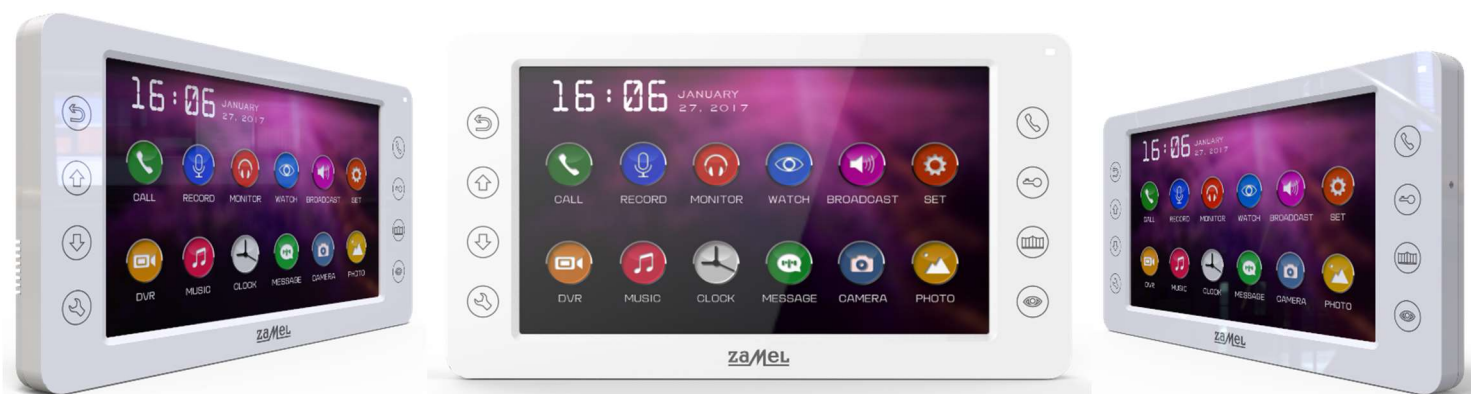 16:06 JANUARY
27, 2017
CALL RECORD MONITOR WATCH BROADCAST SET
DVR MUSIC CLOCK MESSAGE CAMERA PHOTO
zamel
16:06 JANUARY
27, 2017
CALL RECORD MONITOR WATCH BROADCAST SET
DVR MUSIC CLOCK MESSAGE CAMERA PHOTO
zamel
16:06 JANUARY
27, 2017
CALL RECORD MONITOR WATCH BROADCAST SET
DVR MUSIC CLOCK MESSAGE CAMERA PHOTO
zamel